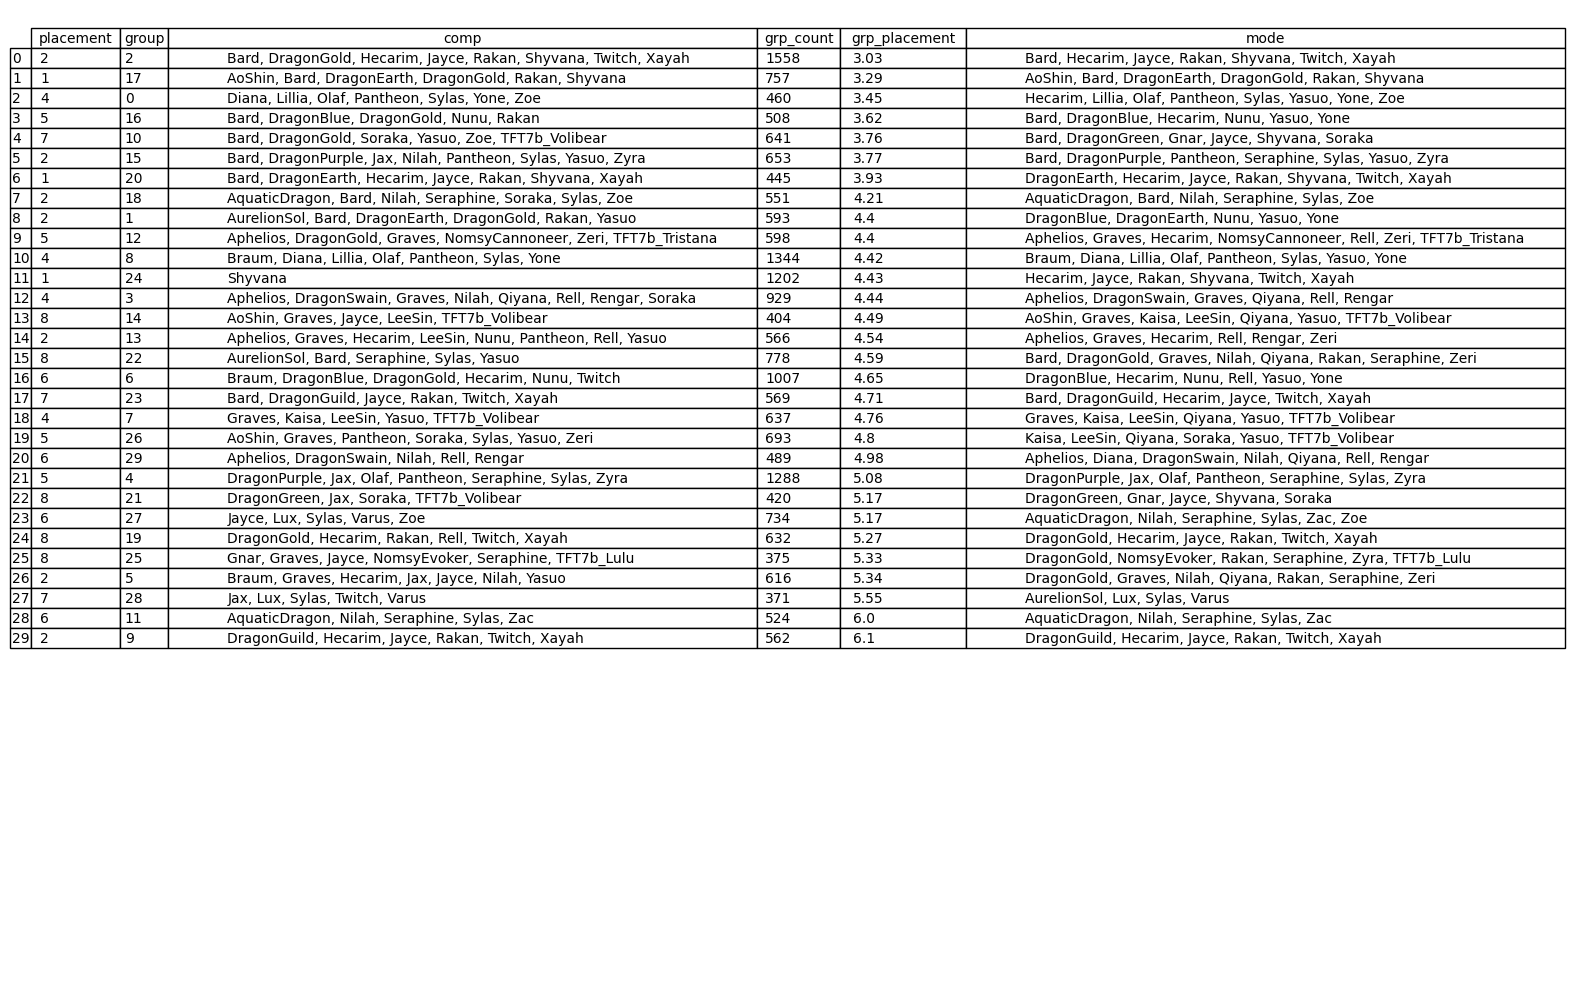 placement group comp grp_count grp_placement mode
0 2 2 Bard, DragonGold, Hecarim, Jayce, Rakan, Shyvana, Twitch, Xayah 1558 3.03 Bard, Hecarim, Jayce, Rakan, Shyvana, Twitch, Xayah
1 1 17 AoShin, Bard, DragonEarth, DragonGold, Rakan, Shyvana 757 3.29 AoShin, Bard, DragonEarth, DragonGold, Rakan, Shyvana
2 4 0 Diana, Lillia, Olaf, Pantheon, Sylas, Yone, Zoe 460 3.45 Hecarim, Lillia, Olaf, Pantheon, Sylas, Yasuo, Yone, Zoe
3 5 16 Bard, DragonBlue, DragonGold, Nunu, Rakan 508 3.62 Bard, DragonBlue, Hecarim, Nunu, Yasuo, Yone
4 7 10 Bard, DragonGold, Soraka, Yasuo, Zoe, TFT7b_Volibear 641 3.76 Bard, DragonGreen, Gnar, Jayce, Shyvana, Soraka
5 2 15 Bard, DragonPurple, Jax, Nilah, Pantheon, Sylas, Yasuo, Zyra 653 3.77 Bard, DragonPurple, Pantheon, Seraphine, Sylas, Yasuo, Zyra
6 1 20 Bard, DragonEarth, Hecarim, Jayce, Rakan, Shyvana, Xayah 445 3.93 DragonEarth, Hecarim, Jayce, Rakan, Shyvana, Twitch, Xayah
7 2 18 AquaticDragon, Bard, Nilah, Seraphine, Soraka, Sylas, Zoe 551 4.21 AquaticDragon, Bard, Nilah, Seraphine, Sylas, Zoe
8 2 1 AurelionSol, Bard, DragonEarth, DragonGold, Rakan, Yasuo 593 4.4 DragonBlue, DragonEarth, Nunu, Yasuo, Yone
9 5 12 Aphelios, DragonGold, Graves, NomsyCannoneer, Zeri, TFT7b_Tristana 598 4.4 Aphelios, Graves, Hecarim, NomsyCannoneer, Rell, Zeri, TFT7b_Tristana
10 4 8 Braum, Diana, Lillia, Olaf, Pantheon, Sylas, Yone 1344 4.42 Braum, Diana, Lillia, Olaf, Pantheon, Sylas, Yasuo, Yone
11 1 24 Shyvana 1202 4.43 Hecarim, Jayce, Rakan, Shyvana, Twitch, Xayah
12 4 3 Aphelios, DragonSwain, Graves, Nilah, Qiyana, Rell, Rengar, Soraka 929 4.44 Aphelios, DragonSwain, Graves, Qiyana, Rell, Rengar
13 8 14 AoShin, Graves, Jayce, LeeSin, TFT7b_Volibear 404 4.49 AoShin, Graves, Kaisa, LeeSin, Qiyana, Yasuo, TFT7b_Volibear
14 2 13 Aphelios, Graves, Hecarim, LeeSin, Nunu, Pantheon, Rell, Yasuo 566 4.54 Aphelios, Graves, Hecarim, Rell, Rengar, Zeri
15 8 22 AurelionSol, Bard, Seraphine, Sylas, Yasuo 778 4.59 Bard, DragonGold, Graves, Nilah, Qiyana, Rakan, Seraphine, Zeri
16 6 6 Braum, DragonBlue, DragonGold, Hecarim, Nunu, Twitch 1007 4.65 DragonBlue, Hecarim, Nunu, Rell, Yasuo, Yone
17 7 23 Bard, DragonGuild, Jayce, Rakan, Twitch, Xayah 569 4.71 Bard, DragonGuild, Hecarim, Jayce, Twitch, Xayah
18 4 7 Graves, Kaisa, LeeSin, Yasuo, TFT7b_Volibear 637 4.76 Graves, Kaisa, LeeSin, Qiyana, Yasuo, TFT7b_Volibear
19 5 26 AoShin, Graves, Pantheon, Soraka, Sylas, Yasuo, Zeri 693 4.8 Kaisa, LeeSin, Qiyana, Soraka, Yasuo, TFT7b_Volibear
20 6 29 Aphelios, DragonSwain, Nilah, Rell, Rengar 489 4.98 Aphelios, Diana, DragonSwain, Nilah, Qiyana, Rell, Rengar
21 5 4 DragonPurple, Jax, Olaf, Pantheon, Seraphine, Sylas, Zyra 1288 5.08 DragonPurple, Jax, Olaf, Pantheon, Seraphine, Sylas, Zyra
22 8 21 DragonGreen, Jax, Soraka, TFT7b_Volibear 420 5.17 DragonGreen, Gnar, Jayce, Shyvana, Soraka
23 6 27 Jayce, Lux, Sylas, Varus, Zoe 734 5.17 AquaticDragon, Nilah, Seraphine, Sylas, Zac, Zoe
24 8 19 DragonGold, Hecarim, Rakan, Rell, Twitch, Xayah 632 5.27 DragonGold, Hecarim, Jayce, Rakan, Twitch, Xayah
25 8 25 Gnar, Graves, Jayce, NomsyEvoker, Seraphine, TFT7b_Lulu 375 5.33 DragonGold, NomsyEvoker, Rakan, Seraphine, Zyra, TFT7b_Lulu
26 2 5 Braum, Graves, Hecarim, Jax, Jayce, Nilah, Yasuo 616 5.34 DragonGold, Graves, Nilah, Qiyana, Rakan, Seraphine, Zeri
27 7 28 Jax, Lux, Sylas, Twitch, Varus 371 5.55 AurelionSol, Lux, Sylas, Varus
28 6 11 AquaticDragon, Nilah, Seraphine, Sylas, Zac 524 6.0 AquaticDragon, Nilah, Seraphine, Sylas, Zac
29 2 9 DragonGuild, Hecarim, Jayce, Rakan, Twitch, Xayah 562 6.1 DragonGuild, Hecarim, Jayce, Rakan, Twitch, Xayah